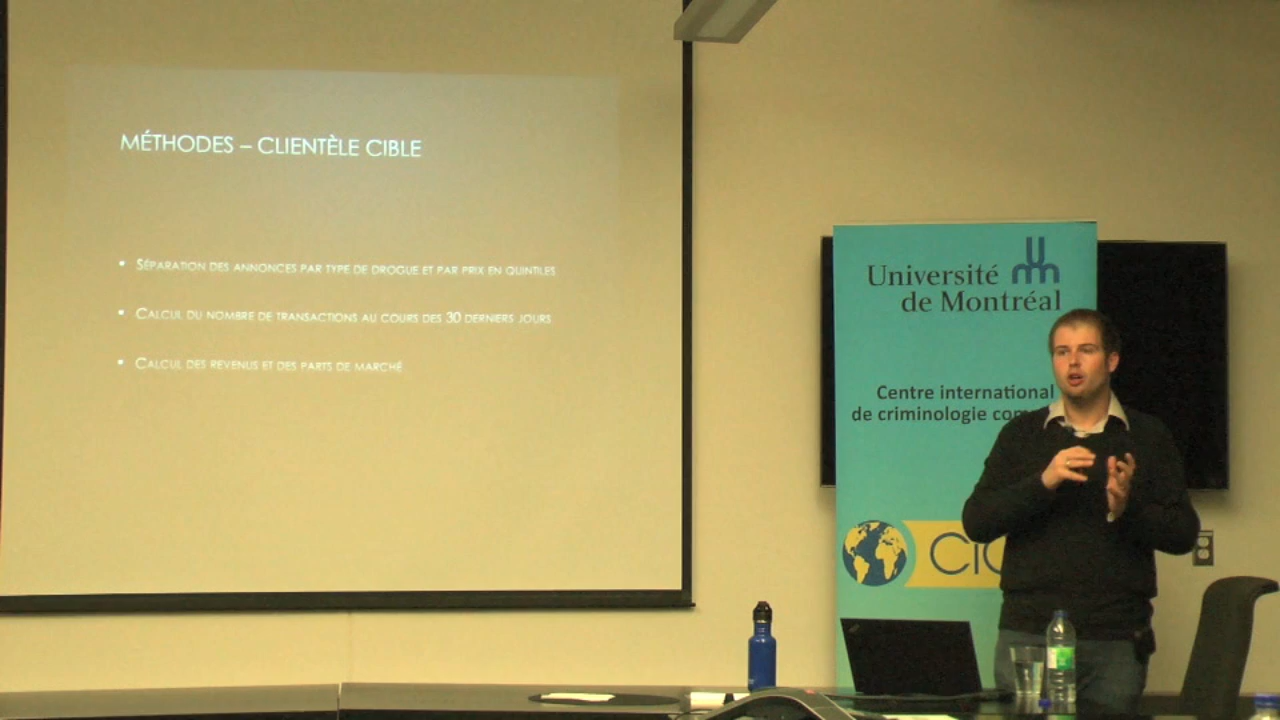 MÉTHODES – CLIENTÈLE CIBLE
• SÉPARATION DES ANNONCES PAR TYPE DE DROGUE ET PAR PRIX EN QUINTILES
• CALCUL DU NOMBRE DE TRANSACTIONS AU COURS DES 30 DERNIERS JOURS
• CALCUL DES REVENUS ET DES PARTS DE MARCHÉ
Université
de Montréal
Centre international
de criminologie com
CIC